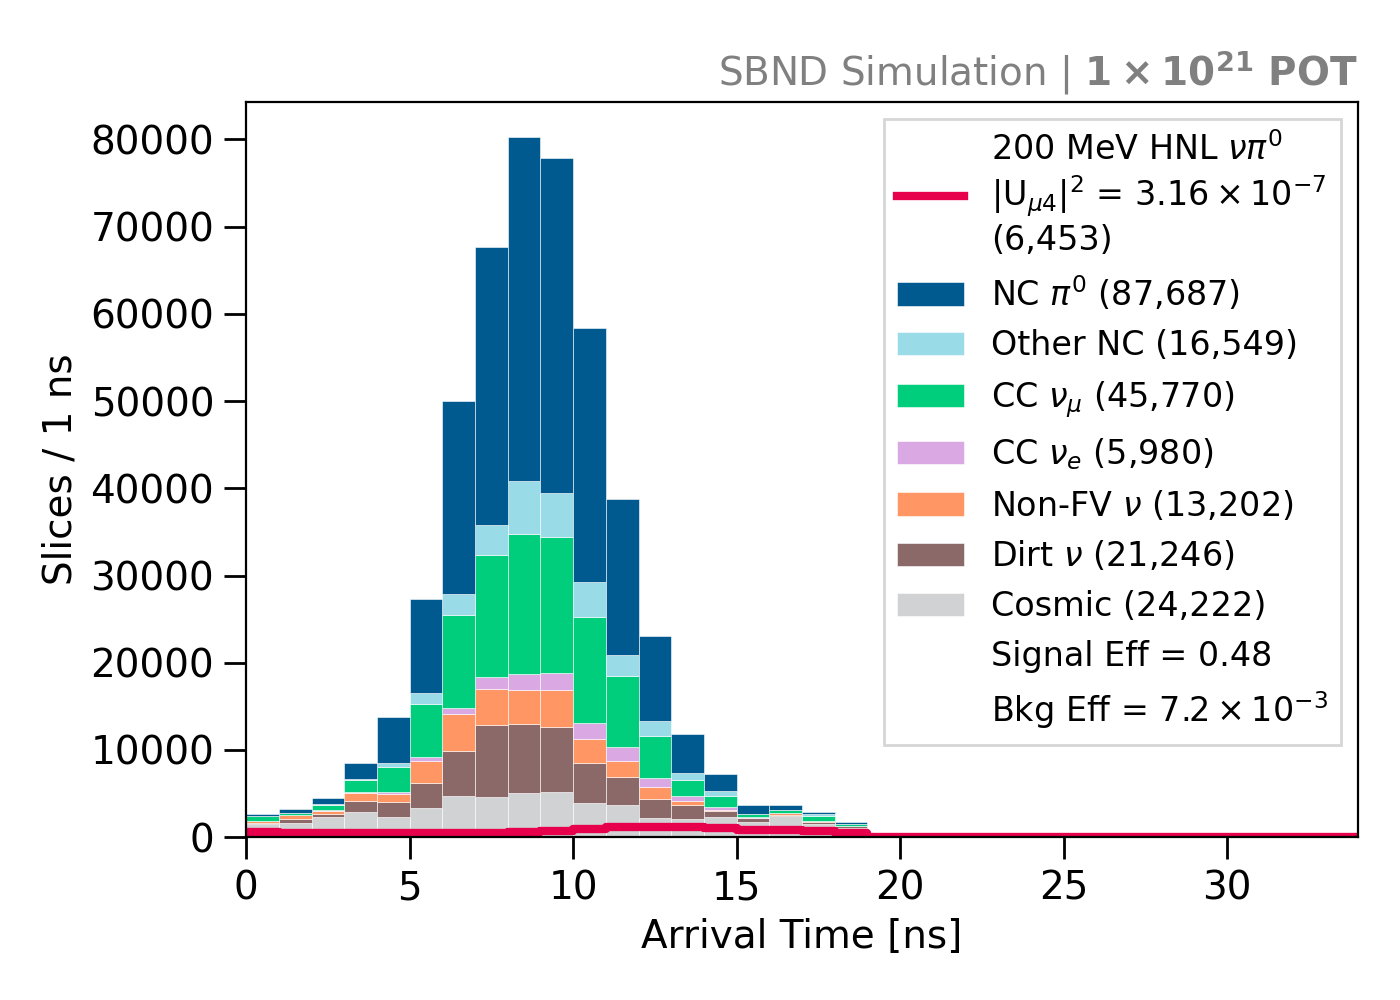 SBND Simulation | 1 × 10²¹ POT
80000
70000
60000
50000
40000
30000
20000
10000
0
Slices / 1 ns
200 MeV HNL νπ⁰
|U_μ4|² = 3.16 × 10⁻⁷
(6,453)
NC π⁰ (87,687)
Other NC (16,549)
CC ν_μ (45,770)
CC ν_e (5,980)
Non-FV ν (13,202)
Dirt ν (21,246)
Cosmic (24,222)
Signal Eff = 0.48
Bkg Eff = 7.2 × 10⁻³
0 5 10 15 20 25 30
Arrival Time [ns]